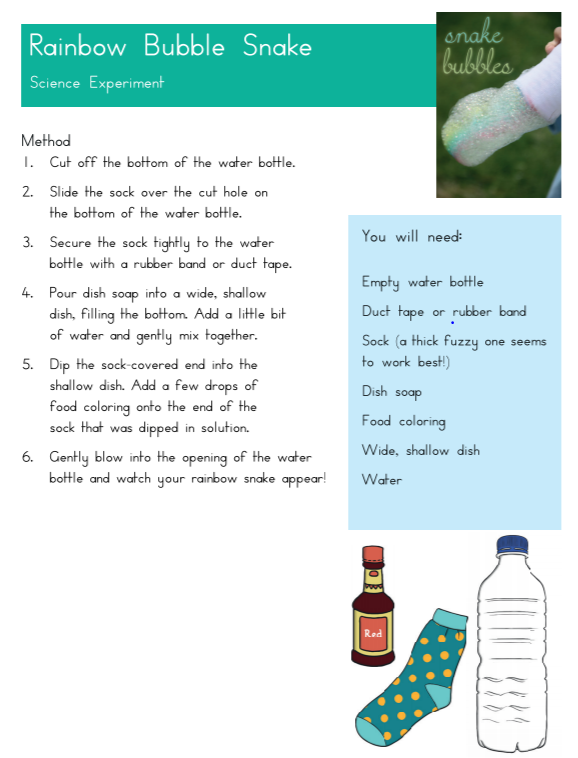 Rainbow Bubble Snake
Science Experiment
snake
bubbles
Method
1. Cut off the bottom of the water bottle.
2. Slide the sock over the cut hole on
the bottom of the water bottle.
3. Secure the sock tightly to the water
bottle with a rubber band or duct tape.
4. Pour dish soap into a wide, shallow
dish, filling the bottom. Add a little bit
of water and gently mix together.
5. Dip the sock-covered end into the
shallow dish. Add a few drops of
food coloring onto the end of the
sock that was dipped in solution.
6. Gently blow into the opening of the water
bottle and watch your rainbow snake appear!
You will need:
Empty water bottle
Duct tape or rubber band
Sock (a thick fuzzy one seems
to work best!)
Dish soap
Food coloring
Wide, shallow dish
Water
Red